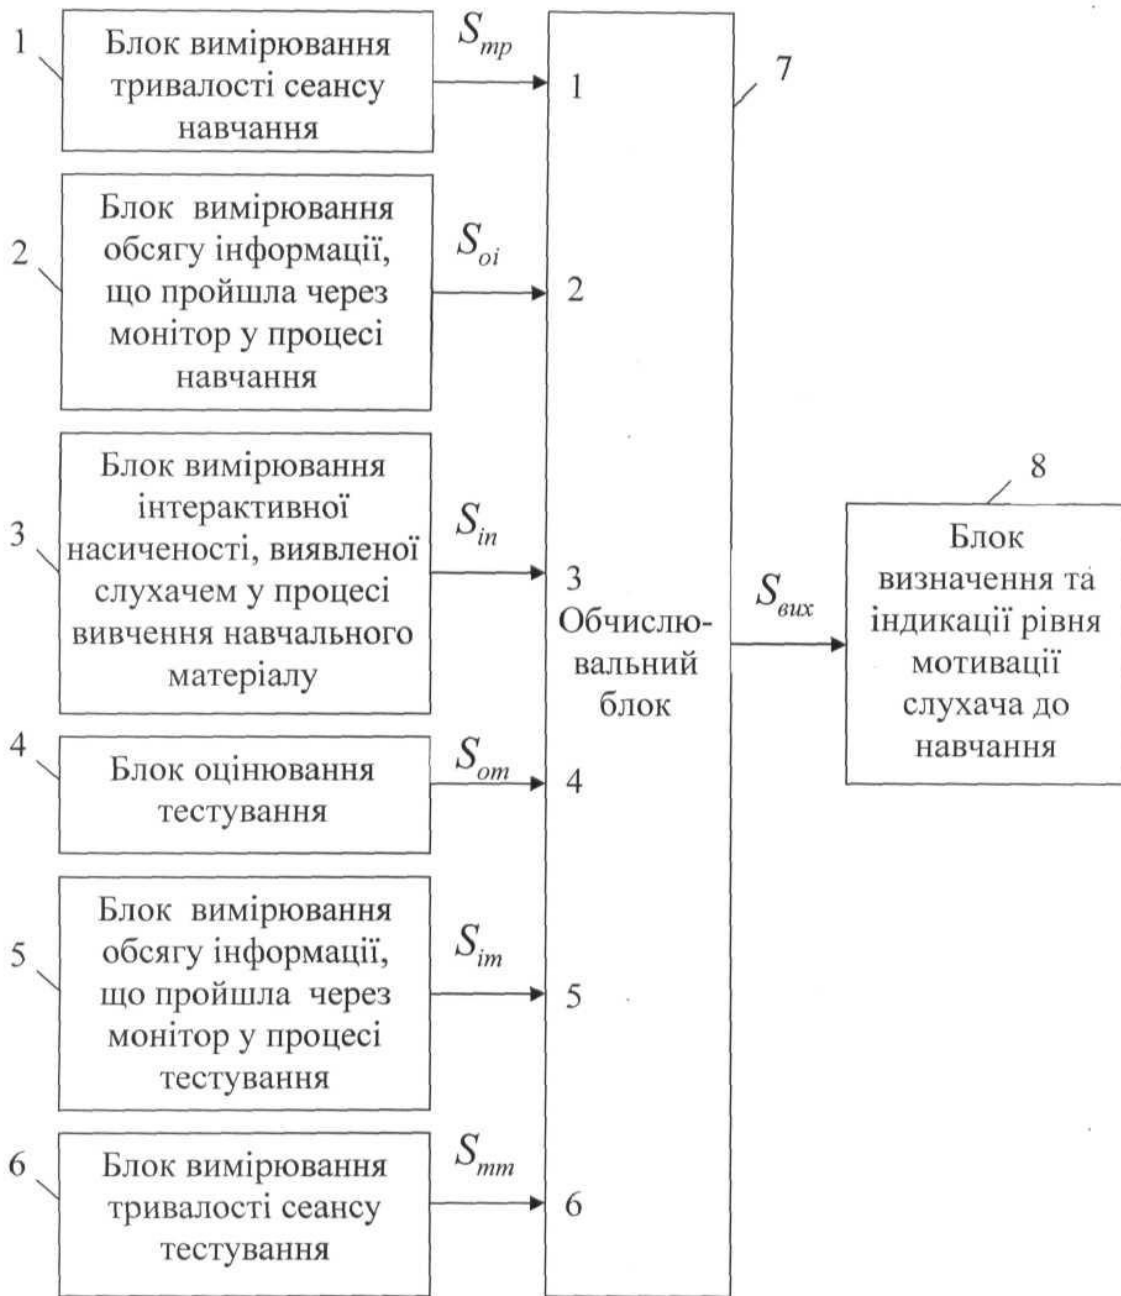 1
Блок вимірювання
тривалості сеансу
навчання
S_тр
1
7
2
Блок вимірювання
обсягу інформації,
що пройшла через
монітор у процесі
навчання
S_оі
2
3
Блок вимірювання
інтерактивної
насиченості, виявленої
слухачем у процесі
вивчення навчального
матеріалу
S_іп
3
Обчислю-
вальний
блок
S_вих
8
Блок
визначення та
індикації рівня
мотивації
слухача до
навчання
4
Блок оцінювання
тестування
S_от
4
5
Блок вимірювання
обсягу інформації,
що пройшла через
монітор у процесі
тестування
S_іт
5
6
Блок вимірювання
тривалості сеансу
тестування
S_тт
6